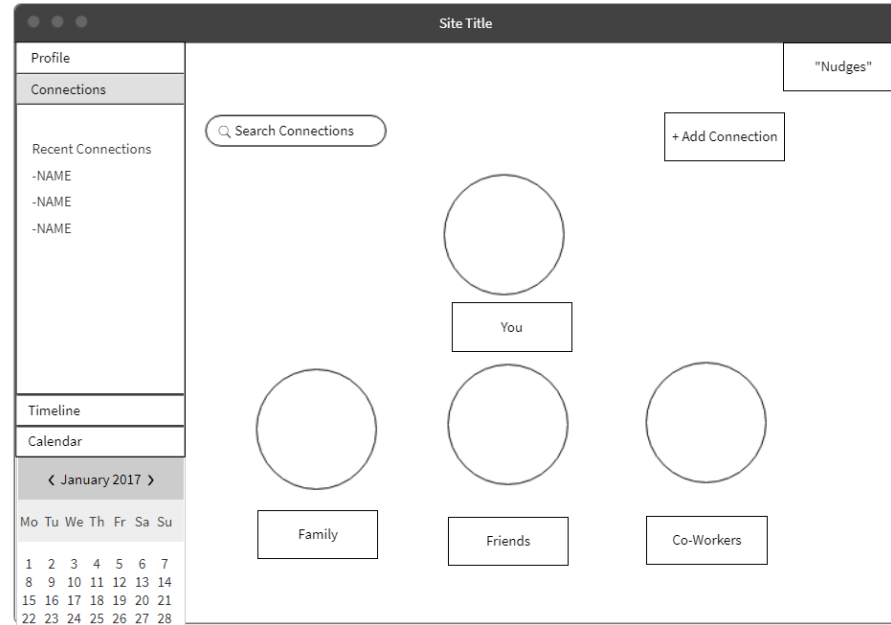 Site Title
Profile
Connections
Recent Connections
-NAME
-NAME
-NAME
Timeline
Calendar
January 2017
Mo Tu We Th Fr Sa Su
1 2 3 4 5 6 7
8 9 10 11 12 13 14
15 16 17 18 19 20 21
22 23 24 25 26 27 28
"Nudges"
Search Connections
+ Add Connection
You
Family
Friends
Co-Workers